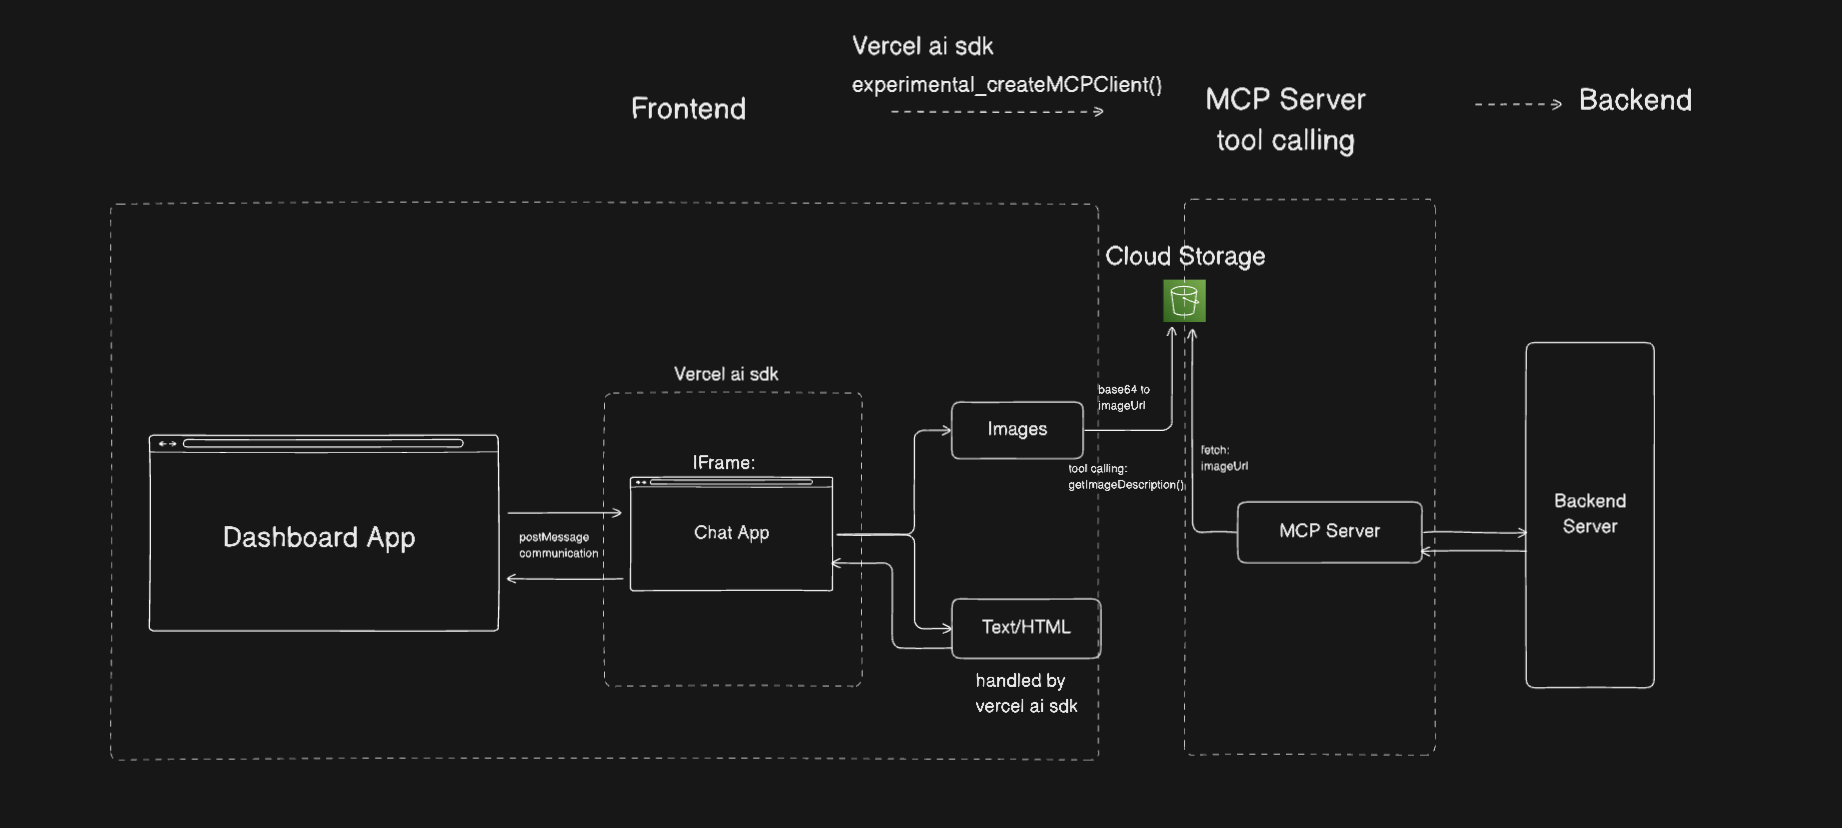 Vercel ai sdk
experimental_createMCPClient()
Frontend
MCP Server
tool calling
Backend
Cloud Storage
Vercel ai sdk
base64 to
imageUrl
Images
IFrame:
tool calling:
getImageDescription()
fetch:
imageUrl
Dashboard App
postMessage
communication
Chat App
MCP Server
Backend
Server
Text/HTML
handled by
vercel ai sdk